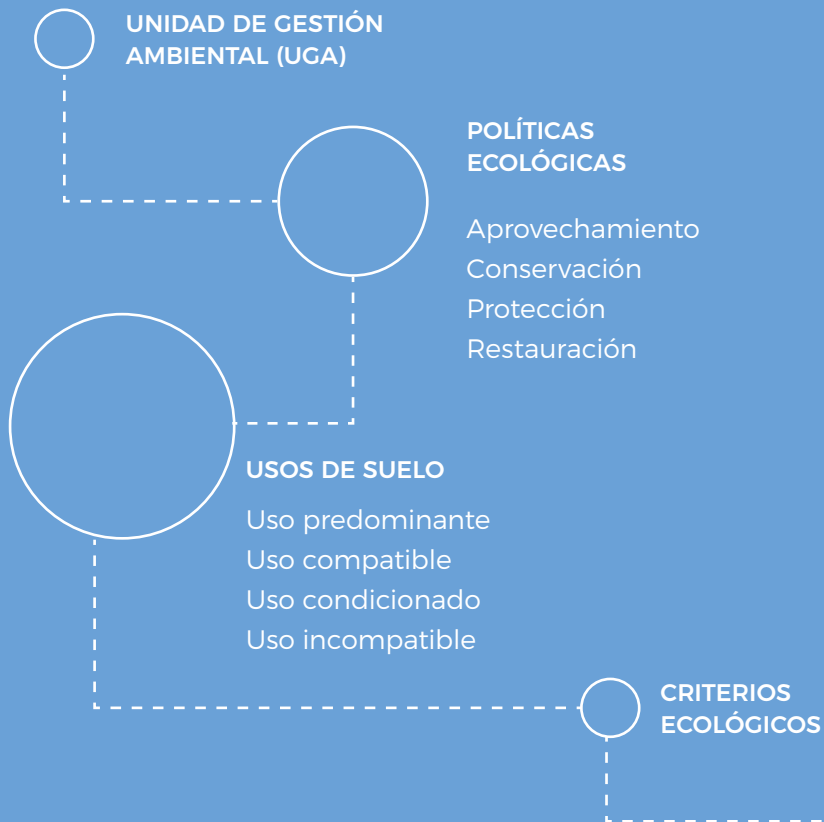 UNIDAD DE GESTIÓN
AMBIENTAL (UGA)
POLÍTICAS
ECOLÓGICAS
Aprovechamiento
Conservación
Protección
Restauración
USOS DE SUELO
Uso predominante
Uso compatible
Uso condicionado
Uso incompatible
CRITERIOS
ECOLÓGICOS